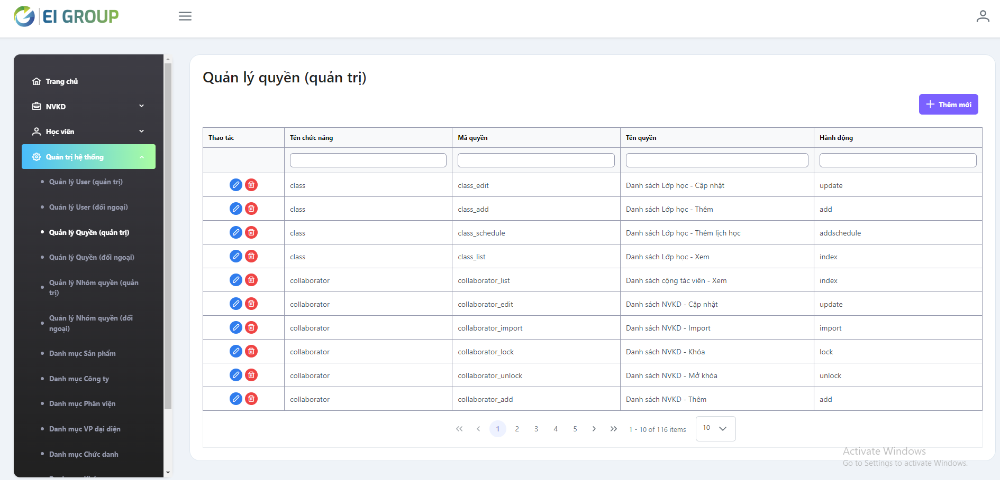 EI GROUP
Trang chủ
NVKD
Học viên
Quản trị hệ thống
Quản lý User (quản trị)
Quản lý User (đối ngoại)
Quản lý Quyền (quản trị)
Quản lý Quyền (đối ngoại)
Quản lý Nhóm quyền (quản
trị)
Quản lý Nhóm quyền (đối
ngoại)
Danh mục Sản phẩm
Danh mục Công ty
Danh mục Phân viện
Danh mục VP đại diện
Danh mục Chức danh
Quản lý quyền (quản trị)
Thêm mới
Thao tác Tên chức năng Mã quyền Tên quyền Hành động
class class_edit Danh sách Lớp học - Cập nhật update
class class_add Danh sách Lớp học - Thêm add
class class_schedule Danh sách Lớp học - Thêm lịch học addschedule
class class_list Danh sách Lớp học - Xem index
collaborator collaborator_list Danh sách cộng tác viên - Xem index
collaborator collaborator_edit Danh sách NVKD - Cập nhật update
collaborator collaborator_import Danh sách NVKD - Import import
collaborator collaborator_lock Danh sách NVKD - Khóa lock
collaborator collaborator_unlock Danh sách NVKD - Mở khóa unlock
collaborator collaborator_add Danh sách NVKD - Thêm add
1 2 3 4 5 1 - 10 of 116 items 10
Activate Windows
Go to Settings to activate Windows.